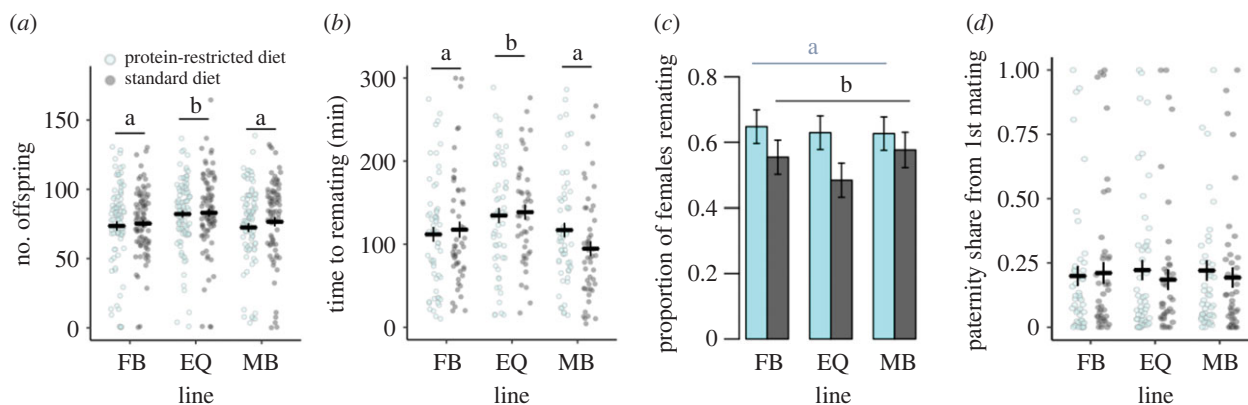 (a)
protein-restricted diet
standard diet
a
b
a
no. offspring
150
100
50
0
FB EQ MB
line
(b)
a
b
a
time to remating (min)
300
200
100
0
FB EQ MB
line
(c)
a
b
proportion of females remating
0.8
0.6
0.8
0.2
0
FB EQ MB
line
(d)
paternity share from 1st mating
1.00
0.75
0.50
0.25
0
FB EQ MB
line